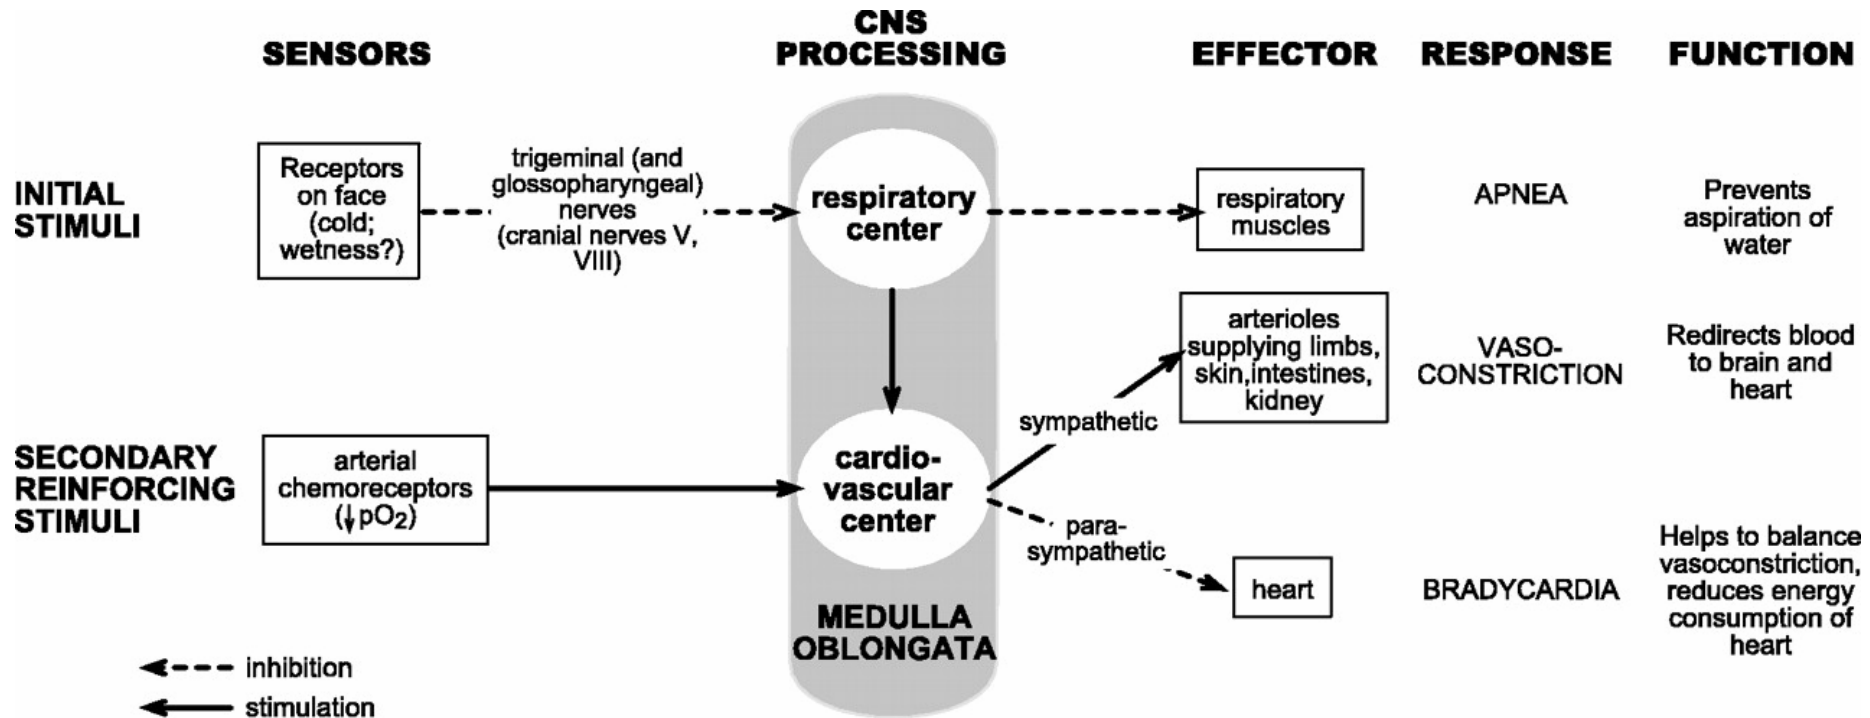 SENSORS
CNS
PROCESSING
EFFECTOR
RESPONSE
FUNCTION
INITIAL
STIMULI
Receptors
on face
(cold;
wetness?)
trigeminal (and
glossopharyngeal)
nerves
(cranial nerves V,
VIII)
respiratory
center
respiratory
muscles
APNEA
Prevents
aspiration of
water
arterioles
supplying limbs,
skin,intestines,
kidney
VASO-
CONSTRICTION
Redirects blood
to brain and
heart
sympathetic
SECONDARY
REINFORCING
STIMULI
arterial
chemoreceptors
(↓pO₂)
cardio-
vascular
center
para-
sympathetic
heart
BRADYCARDIA
Helps to balance
vasoconstriction,
reduces energy
consumption of
heart
MEDULLA
OBLONGATA
inhibition
stimulation